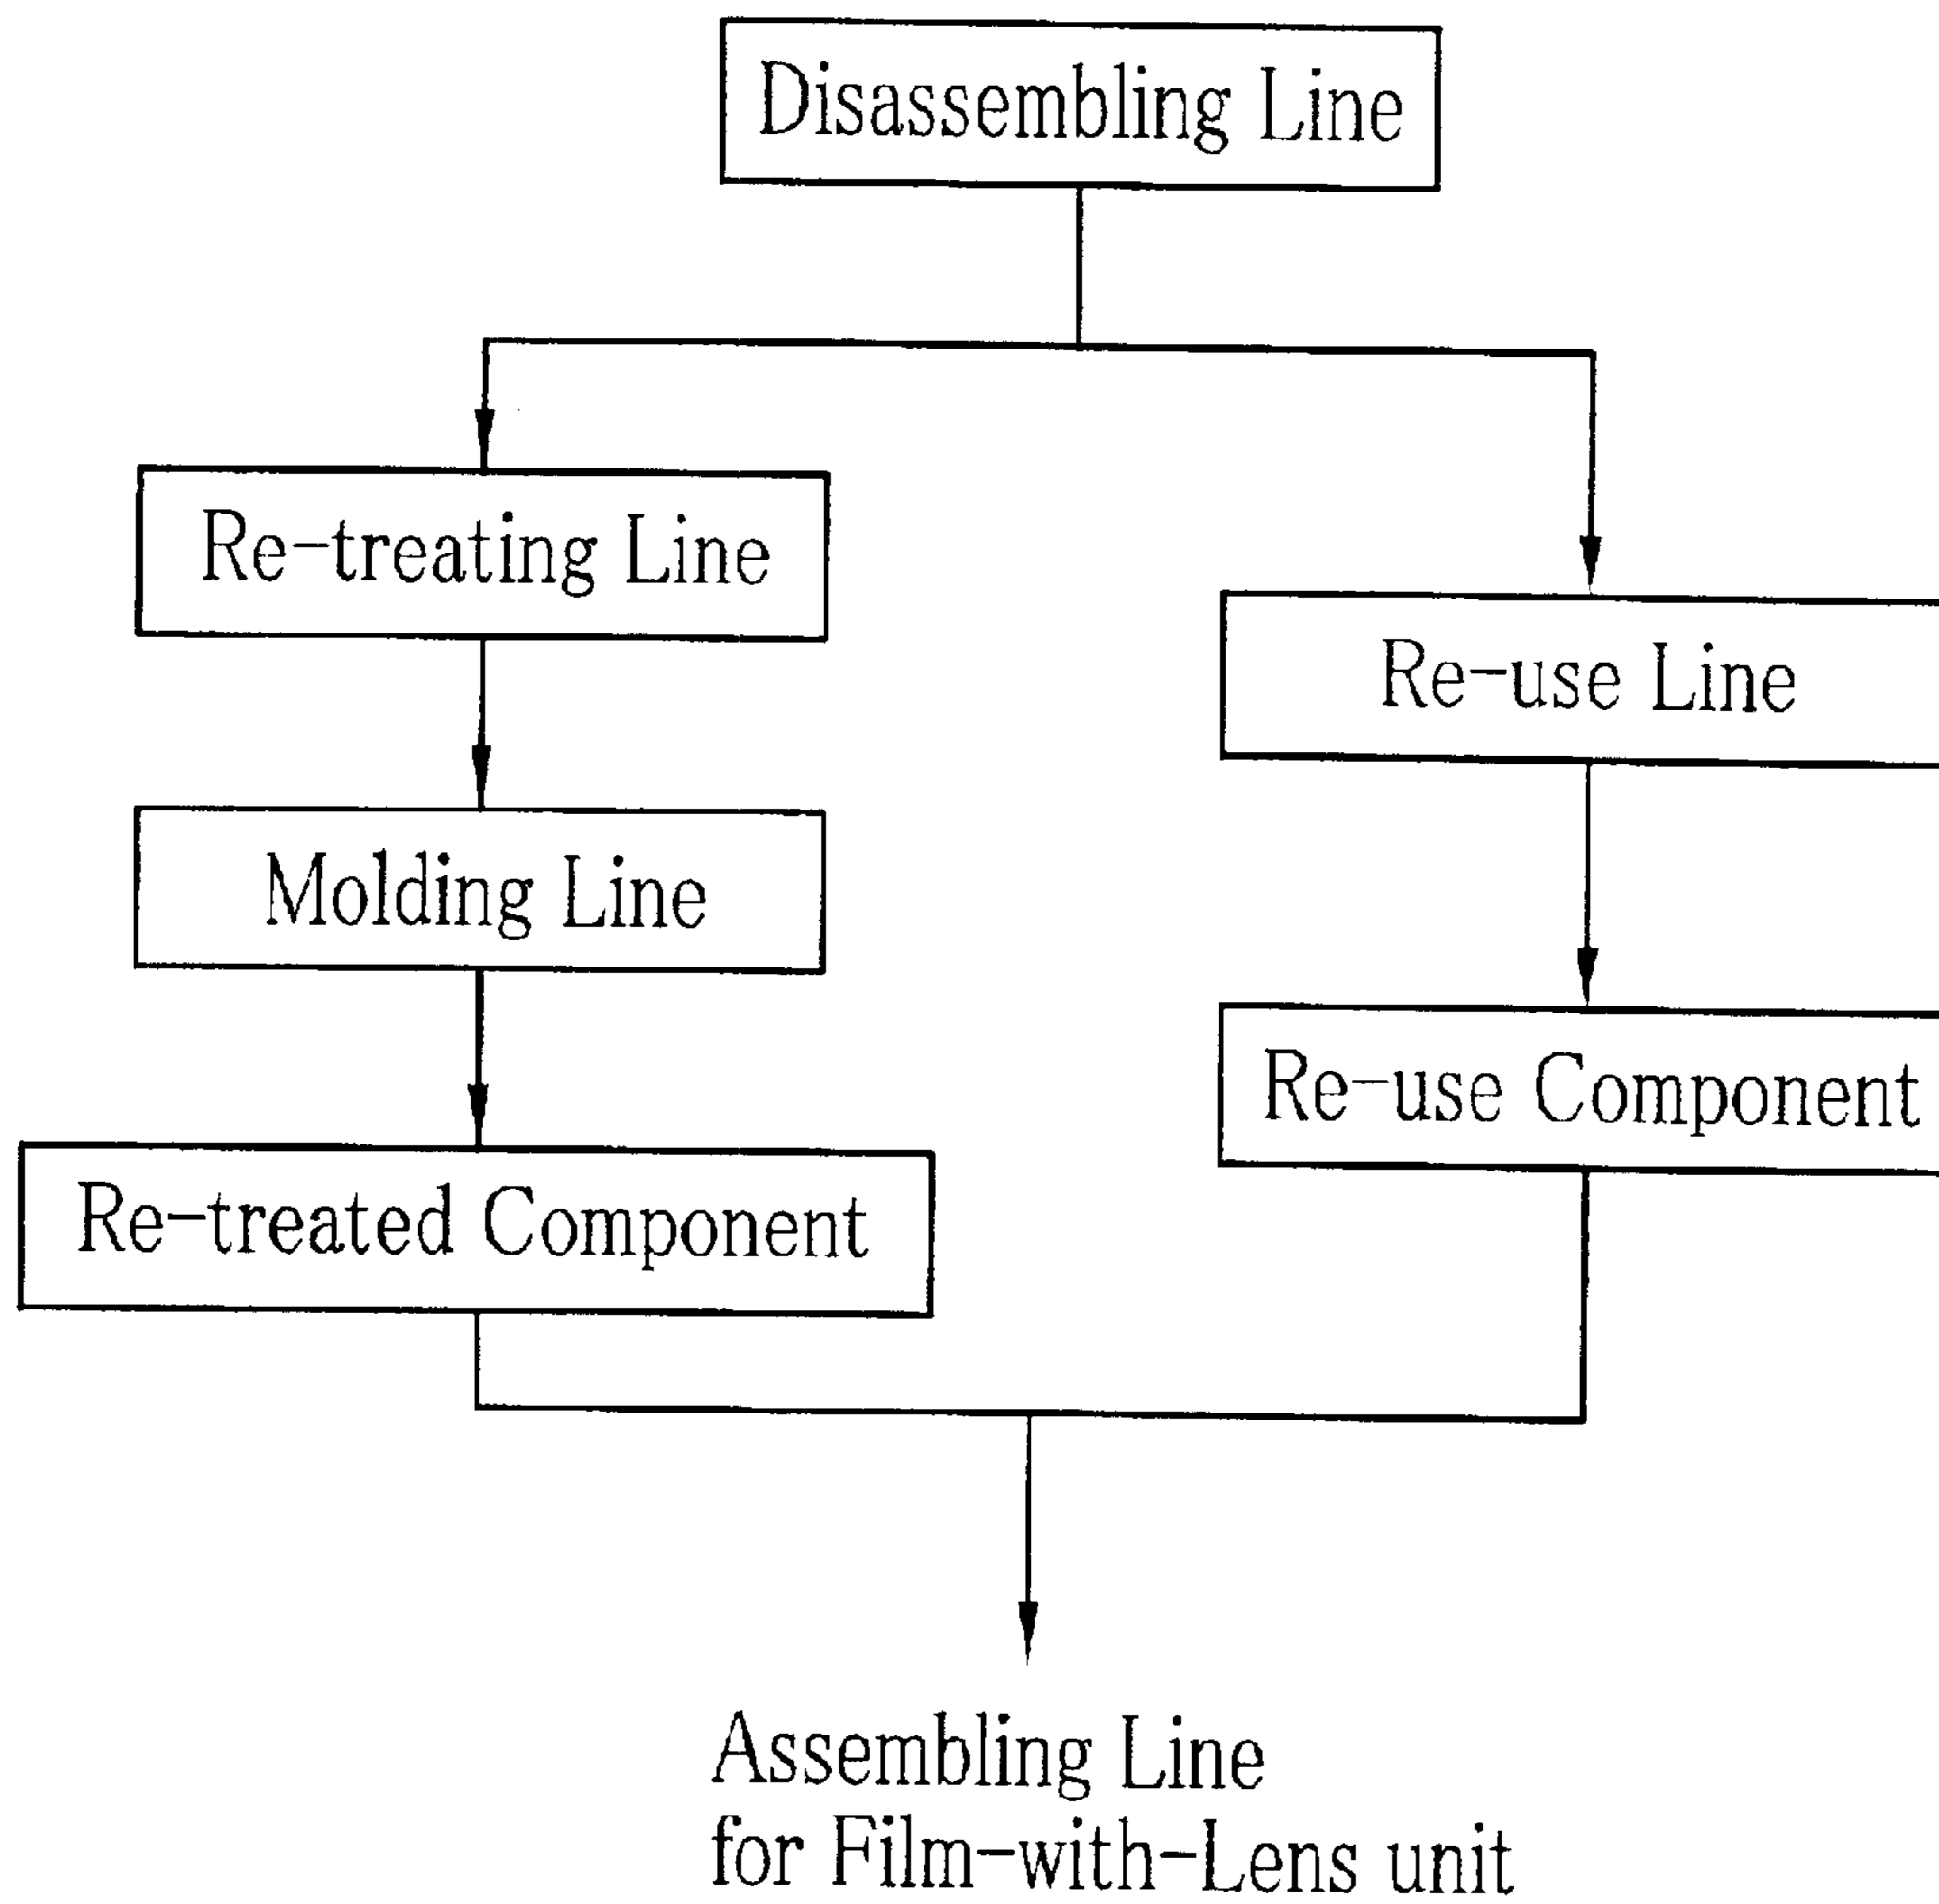 Disassembling Line
Re-treating Line
Re-use Line
Molding Line
Re-use Component
Re-treated Component
Assembling Line
for Film-with-Lens unit